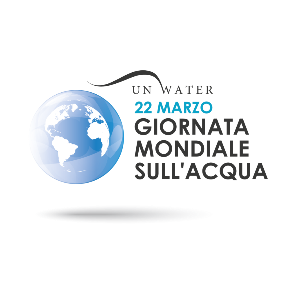 UN WATER
22 MARZO
GIORNATA
MONDIALE
SULL'ACQUA